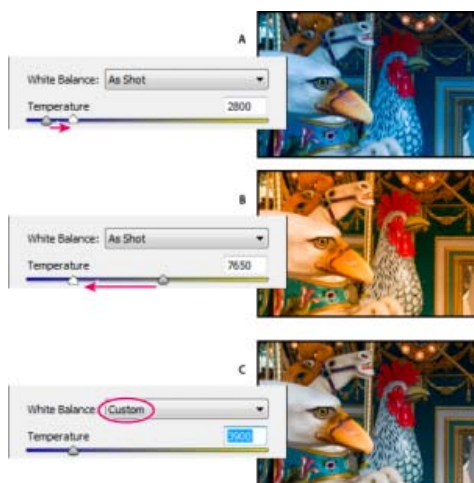 A
White Balance: As Shot
Temperature 2800
B
White Balance: As Shot
Temperature 7650
C
White Balance: Custom
Temperature 3900